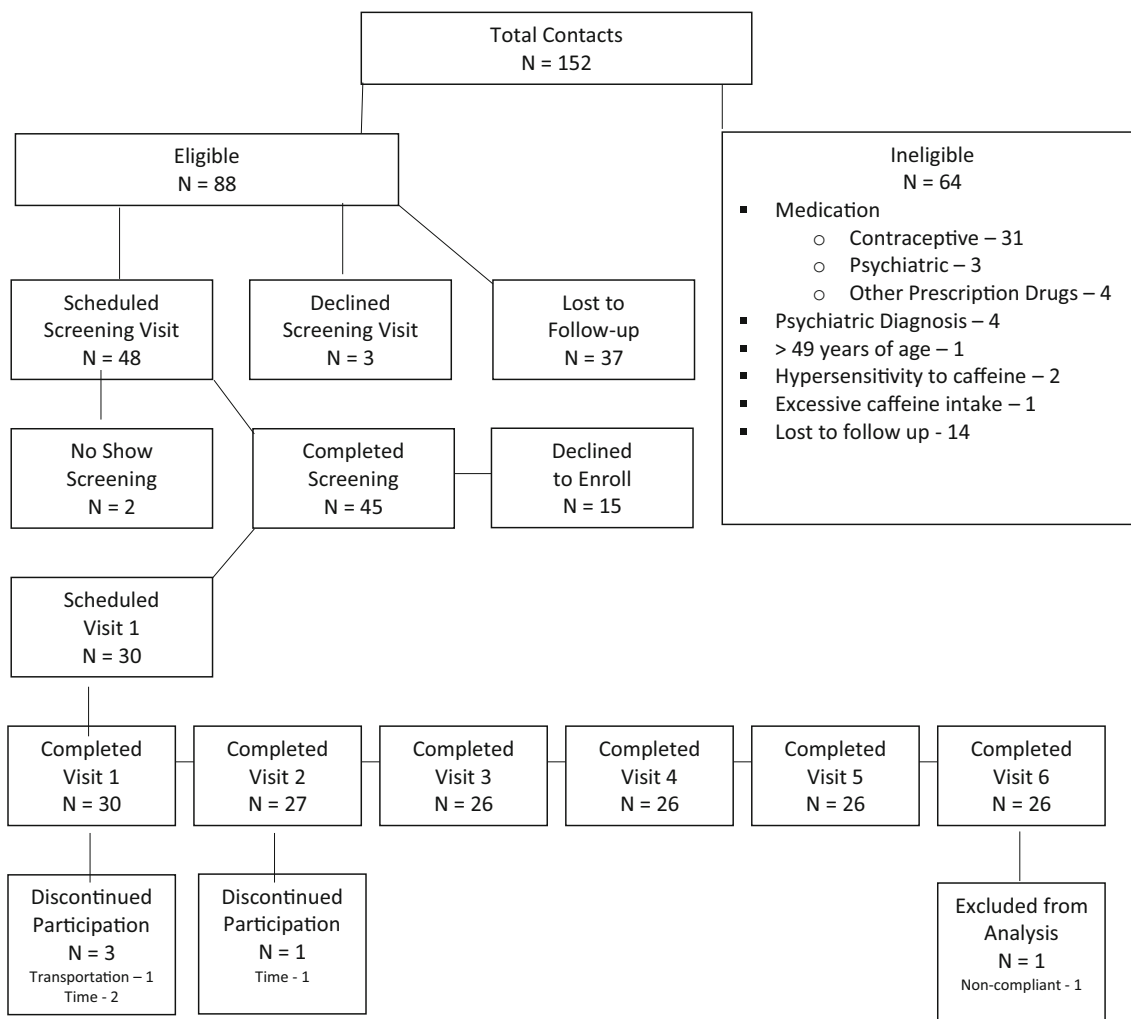 Total Contacts
N = 152
Eligible
N = 88
Ineligible
N = 64
▪ Medication
o Contraceptive – 31
o Psychiatric – 3
o Other Prescription Drugs – 4
▪ Psychiatric Diagnosis – 4
▪ > 49 years of age – 1
▪ Hypersensitivity to caffeine – 2
▪ Excessive caffeine intake – 1
▪ Lost to follow up - 14
Scheduled
Screening Visit
N = 48
Declined
Screening Visit
N = 3
Lost to
Follow-up
N = 37
No Show
Screening
N = 2
Completed
Screening
N = 45
Declined
to Enroll
N = 15
Scheduled
Visit 1
N = 30
Completed
Visit 1
N = 30
Completed
Visit 2
N = 27
Completed
Visit 3
N = 26
Completed
Visit 4
N = 26
Completed
Visit 5
N = 26
Completed
Visit 6
N = 26
Discontinued
Participation
N = 3
Transportation – 1
Time - 2
Discontinued
Participation
N = 1
Time - 1
Excluded from
Analysis
N = 1
Non-compliant - 1